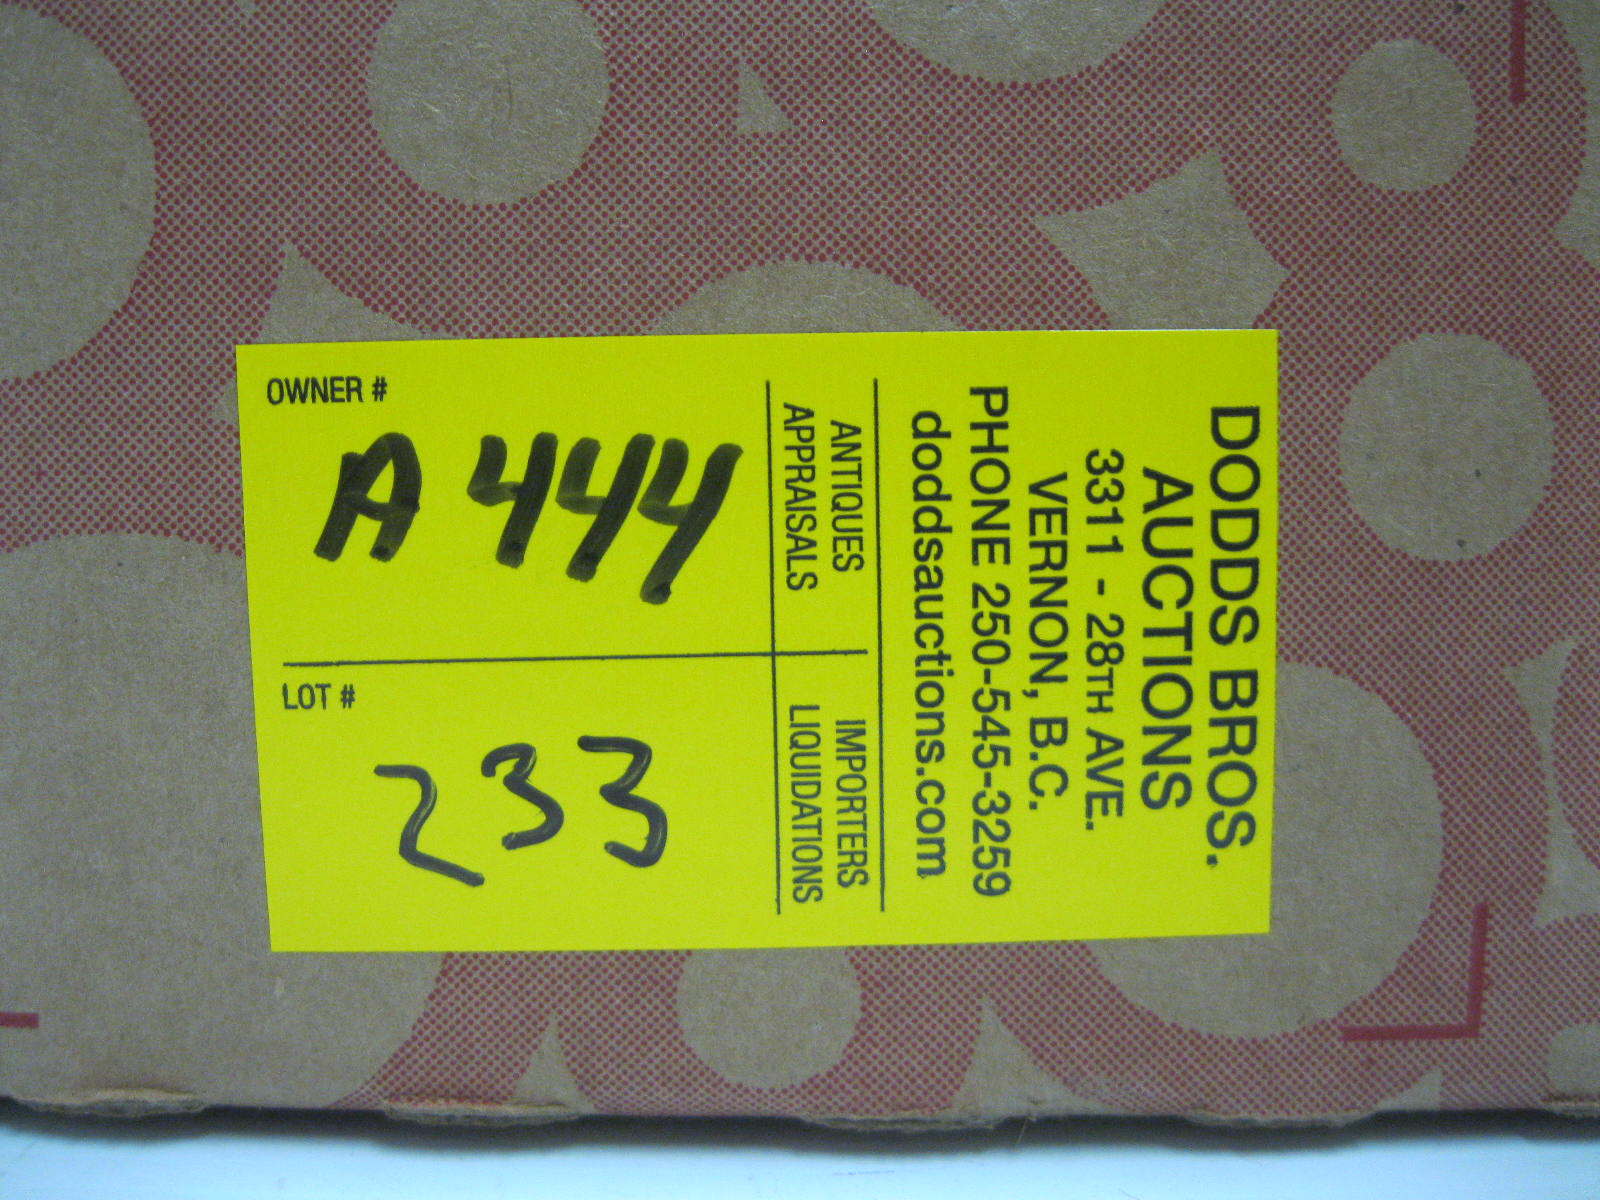 DODDS BROS.
AUCTIONS
3311 - 28TH AVE.
VERNON, B.C.
PHONE 250-545-3259
doddsauctions.com
ANTIQUES
APPRAISALS
IMPORTERS
LIQUIDATIONS
OWNER #
A 444
LOT #
233